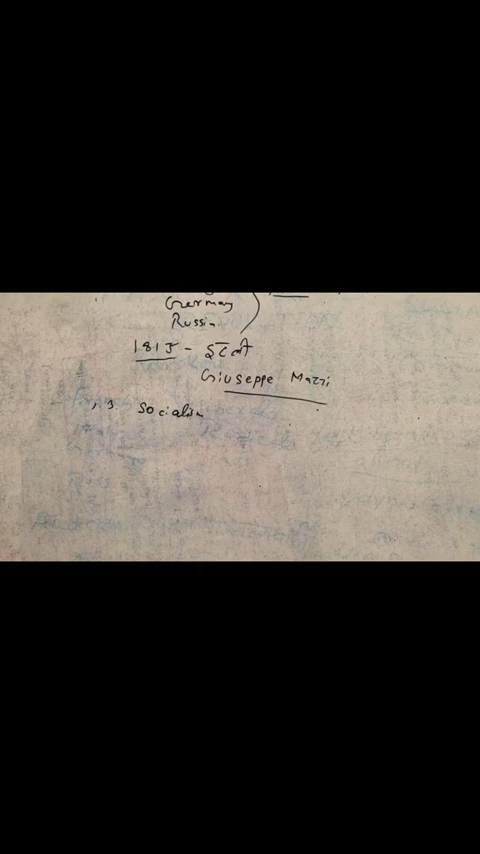 Germany
Russia
1815 - इटली
Giuseppe Mazzi
1.3. Socialism